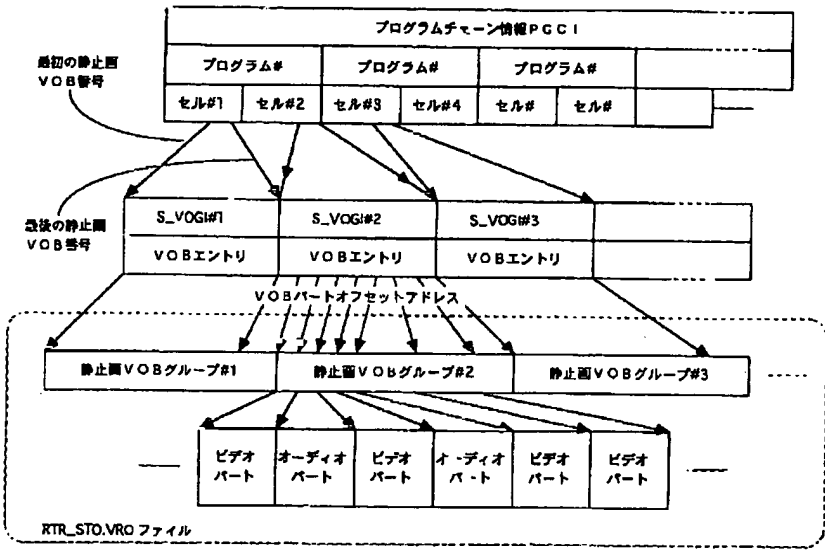 プログラムチェーン情報PGCI
最初の静止画
VOB番号
プログラム# プログラム# プログラム#
セル#1 セル#2 セル#3 セル#4 セル# セル#
S_VOGI#1 S_VOGI#2 S_VOGI#3
最後の静止画
VOB番号
VOBエントリ VOBエントリ VOBエントリ
VOBパートオフセットアドレス
静止画VOBグループ#1 静止画VOBグループ#2 静止画VOBグループ#3
ビデオ オーディオ ビデオ オーディオ ビデオ ビデオ
パート パート パート パート パート パート
RTR_STO.VRO ファイル